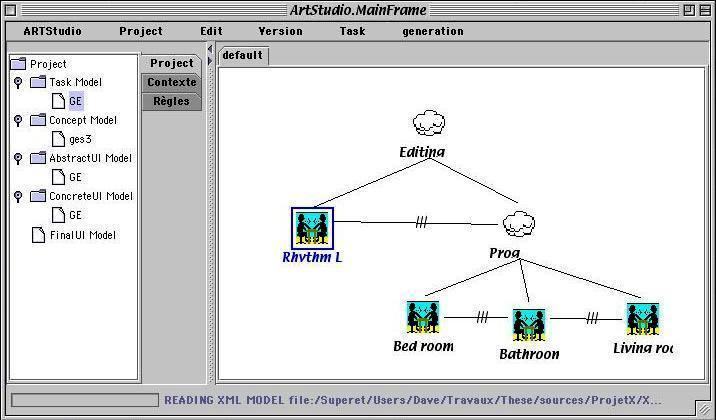 ArtStudio.MainFrame
ARTStudio Project Edit Version Task generation
Project
Task Model
GE
Concept Model
ges3
AbstractUI Model
GE
ConcreteUI Model
GE
FinalUI Model
Project
Contexte
Règles
default
Editing
Rhythm L
///
Prog
Bed room
///
Bathroom
///
Living roo
READING XML MODEL file:/Superet/Users/Dave/Travaux/These/sources/ProjetX/X...